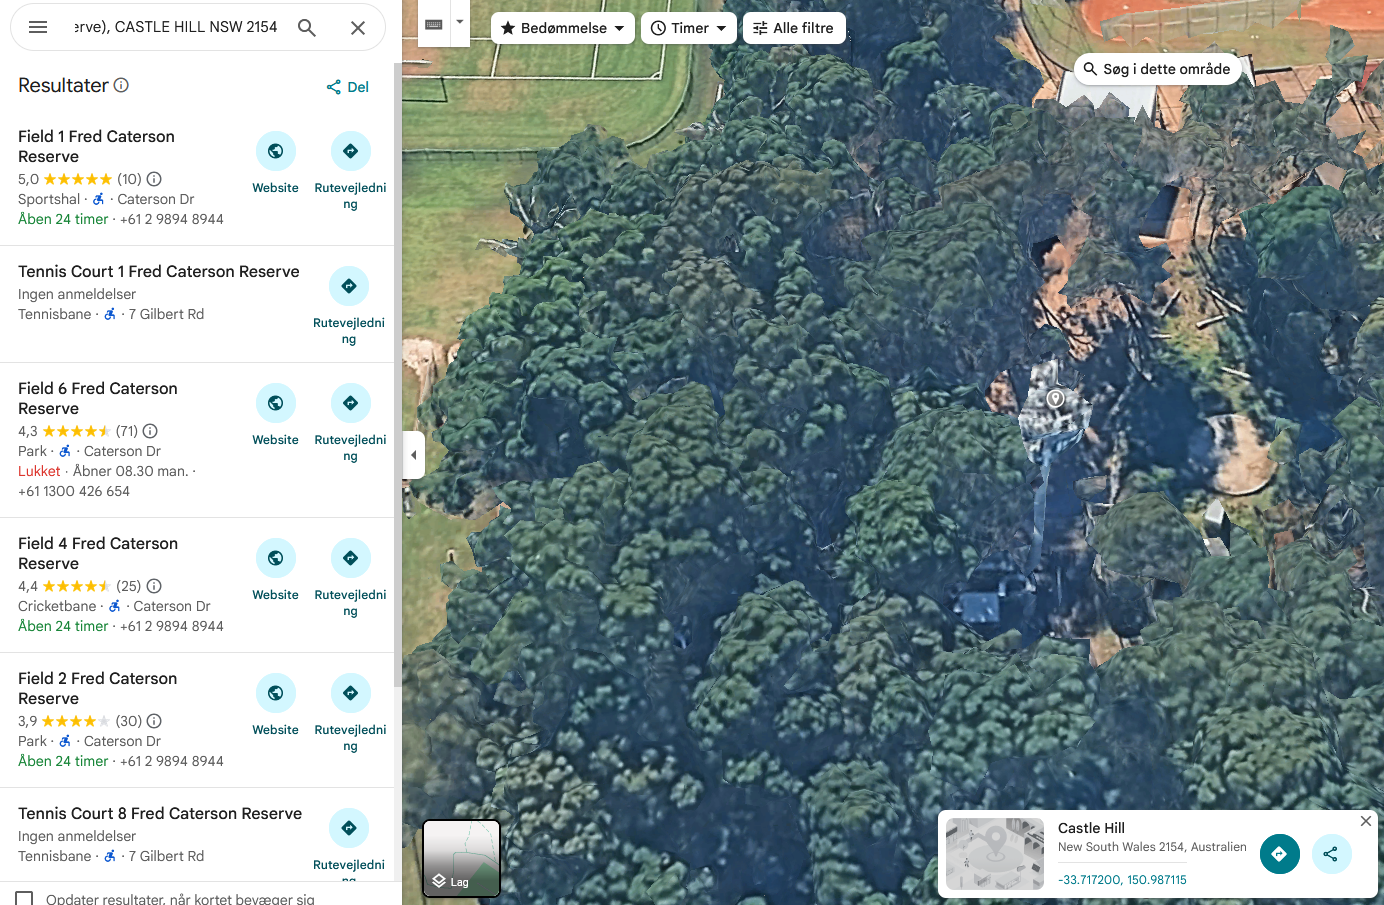 erve), CASTLE HILL NSW 2154
Resultater
Del
Field 1 Fred Caterson
Reserve
5,0 (10)
Sportshal · · Caterson Dr
Åben 24 timer · +61 2 9894 8944
Website
Rutevejledni
ng
Tennis Court 1 Fred Caterson Reserve
Ingen anmeldelser
Tennisbane · · 7 Gilbert Rd
Rutevejledni
ng
Field 6 Fred Caterson
Reserve
4,3 (71)
Park · · Caterson Dr
Lukket · Åbner 08.30 man. ·
+61 1300 426 654
Website
Rutevejledni
ng
Field 4 Fred Caterson
Reserve
4,4 (25)
Cricketbane · · Caterson Dr
Åben 24 timer · +61 2 9894 8944
Website
Rutevejledni
ng
Field 2 Fred Caterson
Reserve
3,9 (30)
Park · · Caterson Dr
Åben 24 timer · +61 2 9894 8944
Website
Rutevejledni
ng
Tennis Court 8 Fred Caterson Reserve
Ingen anmeldelser
Tennisbane · · 7 Gilbert Rd
Rutevejledni
ng
Opdater resultater, når kortet bevæger sig
Bedømmelse
Timer
Alle filtre
Søg i dette område
Lag
Castle Hill
New South Wales 2154, Australien
-33.717200, 150.987115